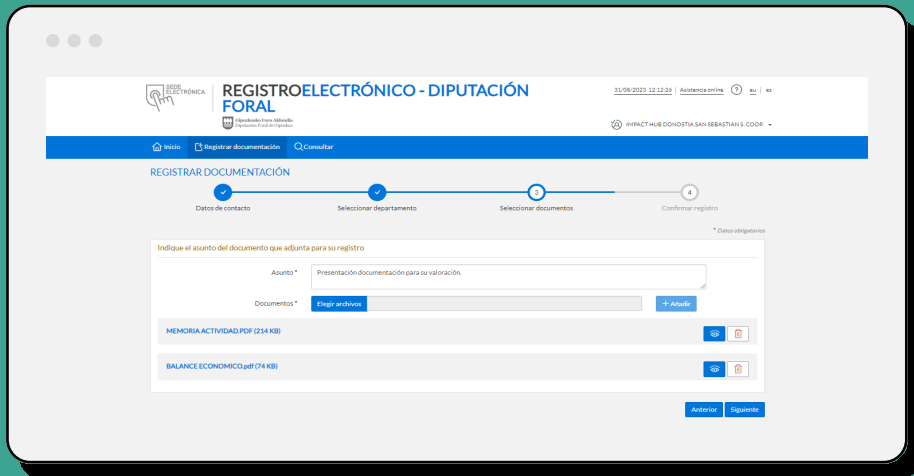 SEDE
ELECTRÓNICA
REGISTROELECTRÓNICO - DIPUTACIÓN
FORAL
Gipuzkoako Foru Aldundia
Diputación Foral de Gipuzkoa
31/08/2023 12:12:26 | Asistencia online ? eu | es
IMPACT HUB DONOSTIA SAN SEBASTIAN S. COOP.
Inicio Registrar documentación Consultar
REGISTRAR DOCUMENTACIÓN
3 4
Datos de contacto Seleccionar departamento Seleccionar documentos Confirmar registro
* Datos obligatorios
Indique el asunto del documento que adjunta para su registro
Asunto * Presentación documentación para su valoración.
Documentos * Elegir archivos + Añadir
MEMORIA ACTIVIDAD.PDF (214 KB)
BALANCE ECONOMICO.pdf (74 KB)
Anterior Siguiente